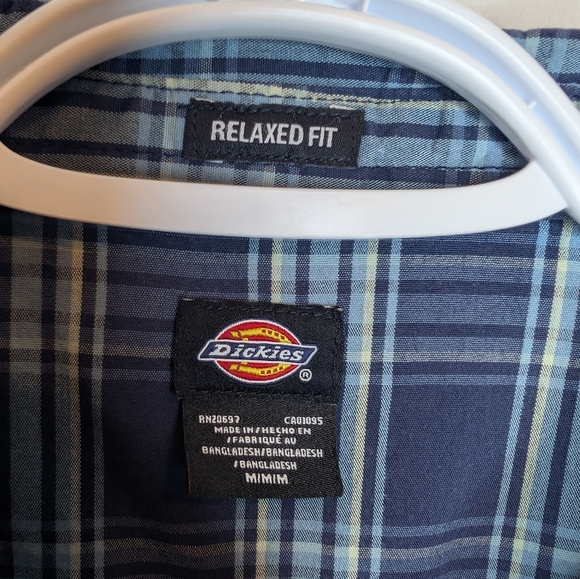 RELAXED FIT
Dickies ®
RN20697 CA01095
MADE IN/HECHO EN
/FABRIQUÉ AU
BANGLADESH/BANGLADESH
/BANGLADESH
M/M/M